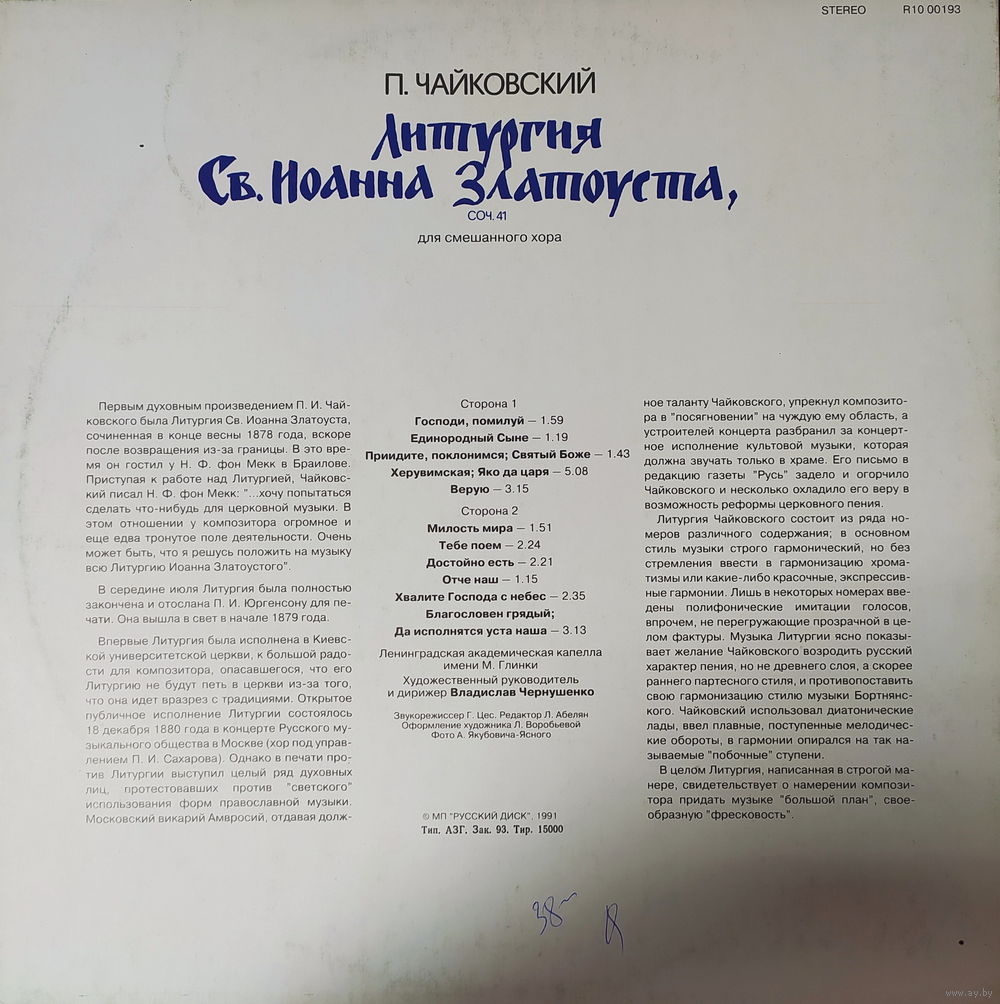 STEREO R10 00193
П. ЧАЙКОВСКИЙ
Литургия
Св. Иоанна Златоуста,
СОЧ. 41
для смешанного хора
Первым духовным произведением П. И. Чай-
ковского была Литургия Св. Иоанна Златоуста,
сочиненная в конце весны 1878 года, вскоре
после возвращения из-за границы. В это вре-
мя он гостил у Н. Ф. фон Мекк в Браилове.
Приступая к работе над Литургией, Чайковс-
кий писал Н. Ф. фон Мекк: "...хочу попытаться
сделать что-нибудь для церковной музыки. В
этом отношении у композитора огромное и
еще едва тронутое поле деятельности. Очень
может быть, что я решусь положить на музыку
всю Литургию Иоанна Златоустого".
В середине июля Литургия была полностью
закончена и отослана П. И. Юргенсону для пе-
чати. Она вышла в свет в начале 1879 года.
Впервые Литургия была исполнена в Киевс-
кой университетской церкви, к большой радо-
сти для композитора, опасавшегося, что его
Литургию не будут петь в церкви из-за того,
что она идет вразрез с традициями. Открытое
публичное исполнение Литургии состоялось
18 декабря 1880 года в концерте Русского му-
зыкального общества в Москве (хор под управ-
лением П. И. Сахарова). Однако в печати про-
тив Литургии выступил целый ряд духовных
лиц, протестовавших против "светского"
использования форм православной музыки.
Московский викарий Амвросий, отдавая долж-
Сторона 1
Господи, помилуй — 1.59
Единородный Сыне — 1.19
Приидите, поклонимся; Святый Боже — 1.43
Херувимская; Яко да царя — 5.08
Верую — 3.15
Сторона 2
Милость мира — 1.51
Тебе поем — 2.24
Достойно есть — 2.21
Отче наш — 1.15
Хвалите Господа с небес — 2.35
Благословен грядый;
Да исполнятся уста наша — 3.13
Ленинградская академическая капелла
имени М. Глинки
Художественный руководитель
и дирижер Владислав Чернушенко
Звукорежиссер Г. Цес. Редактор Л. Абелян
Оформление художника Л. Воробьевой
Фото А. Якубовича-Ясного
© МП "РУССКИЙ ДИСК", 1991
Тип. АЗГ. Зак. 93. Тир. 15000
ное таланту Чайковского, упрекнул композито-
ра в "посягновении" на чуждую ему область, а
устроителей концерта разбранил за концерт-
ное исполнение культовой музыки, которая
должна звучать только в храме. Его письмо в
редакцию газеты "Русь" задело и огорчило
Чайковского и несколько охладило его веру в
возможность реформы церковного пения.
Литургия Чайковского состоит из ряда но-
меров различного содержания; в основном
стиль музыки строго гармонический, но без
стремления ввести в гармонизацию хрома-
тизмы или какие-либо красочные, экспрессив-
ные гармонии. Лишь в некоторых номерах вве-
дены полифонические имитации голосов,
впрочем, не перегружающие прозрачной в це-
лом фактуры. Музыка Литургии ясно показы-
вает желание Чайковского возродить русский
характер пения, но не древнего слоя, а скорее
раннего партесного стиля, и противопоставить
свою гармонизацию стилю музыки Бортнянс-
кого. Чайковский использовал диатонические
лады, ввел плавные, поступенные мелодичес-
кие обороты, в гармонии опирался на так на-
зываемые "побочные" ступени.
В целом Литургия, написанная в строгой ма-
нере, свидетельствует о намерении компози-
тора придать музыке "большой план", свое-
образную "фресковость".
38
www.ay.by